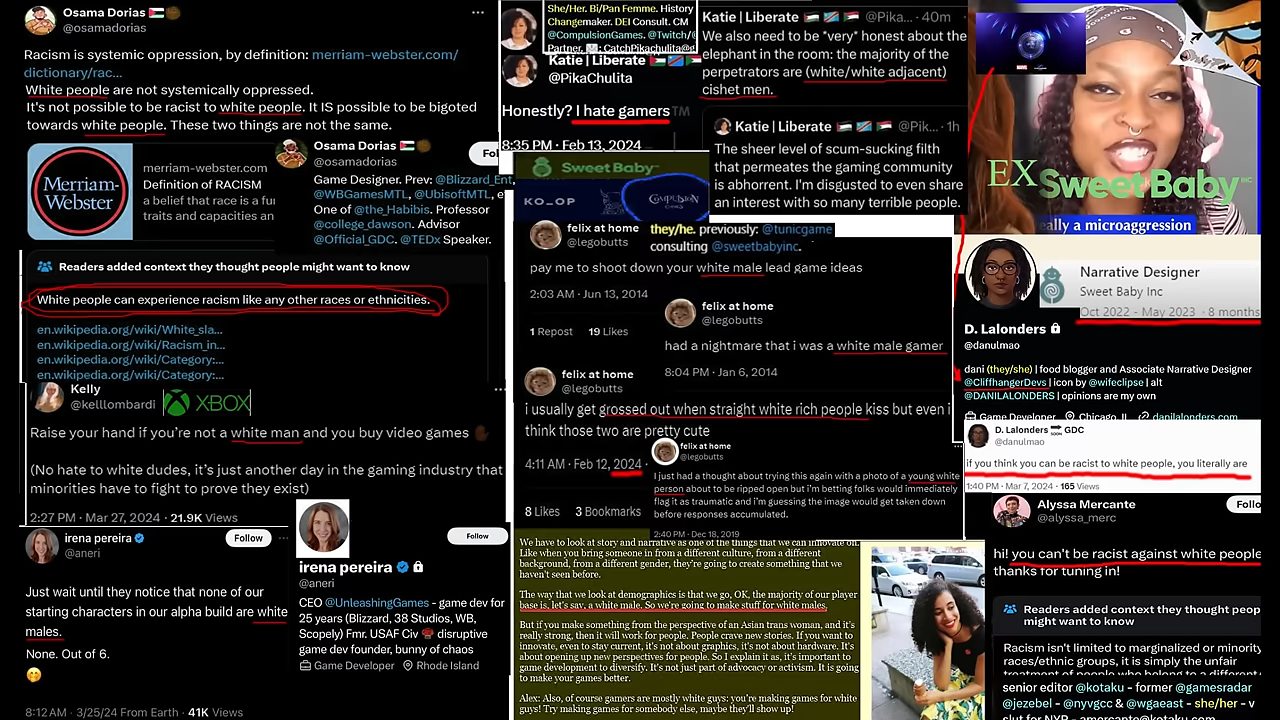 Osama Dorias
@osamadorias
Racism is systemic oppression, by definition: merriam-webster.com/
dictionary/rac...
White people are not systemically oppressed.
It's not possible to be racist to white people. It IS possible to be bigoted
towards white people. These two things are not the same.
Merriam-
Webster
merriam-webster.com
Definition of RACISM
a belief that race is a fur
traits and capacities an
Osama Dorias
@osamadorias
Fol
Game Designer. Prev: @Blizzard_Ent,
@WBGamesMTL, @UbisoftMTL, e
One of @the_Habibis. Professor
@college_dawson. Advisor
@Official_GDC. @TEDx Speaker.
Readers added context they thought people might want to know
White people can experience racism like any other races or ethnicities.
en.wikipedia.org/wiki/White_sla...
en.wikipedia.org/wiki/Racism_in...
en.wikipedia.org/wiki/Category:...
en.wikipedia.org/wiki/Category:...
Kelly
@kelllombardi
XBOX
Raise your hand if you're not a white man and you buy video games
(No hate to white dudes, it's just another day in the gaming industry that
minorities have to fight to prove they exist)
2:27 PM · Mar 27, 2024 · 21.9K Views
irena pereira
@aneri
Follow
Just wait until they notice that none of our
starting characters in our alpha build are white
males.
None. Out of 6.
8:12 AM · 3/25/24 From Earth · 41K Views
Follow
irena pereira
@aneri
CEO @UnleashingGames - game dev for
25 years (Blizzard, 38 Studios, WB,
Scopely) Fmr. USAF Civ disruptive
game dev founder, bunny of chaos
Game Developer Rhode Island
She/Her. Bi/Pan Femme. History
Changemaker. DEI Consult. CM
@CompulsionGames. @Twitch/@
Partner. : CatchPikachulita@g
Katie | Liberate
@PikaChulita
Honestly? I hate gamers™
8:35 PM · Feb 13, 2024
Katie | Liberate @Pika... · 40m
We also need to be *very* honest about the
elephant in the room: the majority of the
perpetrators are (white/white adjacent)
cishet men.
Katie | Liberate @Pik... · 1h
The sheer level of scum-sucking filth
that permeates the gaming community
is abhorrent. I'm disgusted to even share
an interest with so many terrible people.
Sweet Baby
KO_OP
COMPULSION
GAMES
felix at home
@legobutts
they/he. previously: @tunicgame
consulting @sweetbabyinc.
pay me to shoot down your white male lead game ideas
2:03 AM · Jun 13, 2014
1 Repost 19 Likes
felix at home
@legobutts
had a nightmare that i was a white male gamer
8:04 PM · Jan 6, 2014
felix at home
@legobutts
i usually get grossed out when straight white rich people kiss but even i
think those two are pretty cute
4:11 AM · Feb 12, 2024 ·
8 Likes 3 Bookmarks
felix at home
@legobutts
I just had a thought about trying this again with a photo of a young white
person about to be ripped open but i'm betting folks would immediately
flag it as traumatic and i'm guessing the image would get taken down
before responses accumulated.
2:40 PM · Dec 18, 2019
We have to look at story and narrative as one of the things that we can innovate on.
Like when you bring someone in from a different culture, from a different
background, from a different gender, they're going to create something that we
haven't seen before.
The way that we look at demographics is that we go, OK, the majority of our player
base is, let's say, a white male. So we're going to make stuff for white males.
But if you make something from the perspective of an Asian trans woman, and it's
really strong, then it will work for people. People crave new stories. If you want to
innovate, even to stay current, it's not about graphics, it's not about hardware. It's
about opening up new perspectives for people. So I explain it as, it's important to
game development to diversify. It's not just part of advocacy or activism. It is going
to make your games better.
Alex: Also, of course gamers are mostly white guys: you're making games for white
guys! Try making games for somebody else, maybe they'll show up!
EX
Sweet Baby INC
ally a microaggression
Narrative Designer
Sweet Baby Inc
Oct 2022 - May 2023 · 8 months
D. Lalonders
@danulmao
dani (they/she) | food blogger and Associate Narrative Designer
@CliffhangerDevs | icon by @wifeclipse | alt
@DANILALONDERS | opinions are my own
Game Developer Chicago, IL danilalonders.com
D. Lalonders SOON GDC
@danulmao
if you think you can be racist to white people, you literally are
1:40 PM · Mar 7, 2024 · 165 Views
Alyssa Mercante
@alyssa_merc
Follo
hi! you can't be racist against white people
thanks for tuning in!
Readers added context they thought peop
might want to know
Racism isn't limited to marginalized or minority
races/ethnic groups, it is simply the unfair
treatment of people who belong to a different
senior editor @kotaku - former @gamesradar
@jezebel - @nyvgcc & @wgaeast - she/her - v